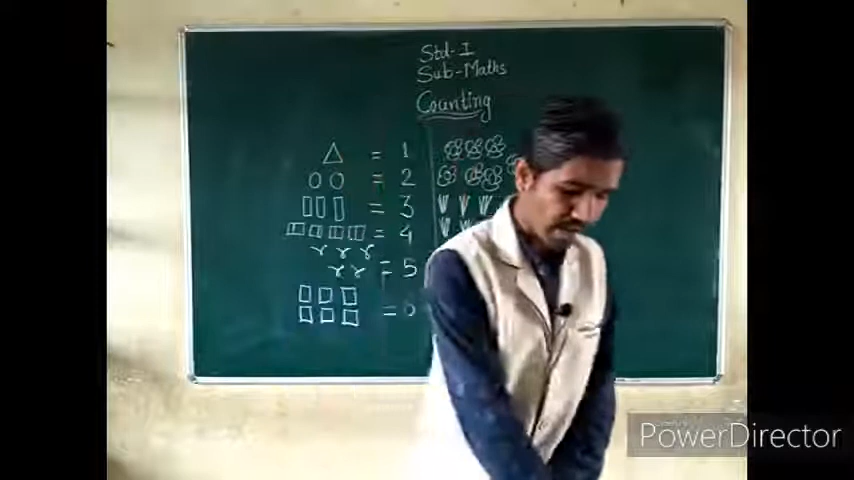 Std-I
Sub-Maths
Counting
= 1
= 2
= 3
= 4
= 5
=
PowerDirector